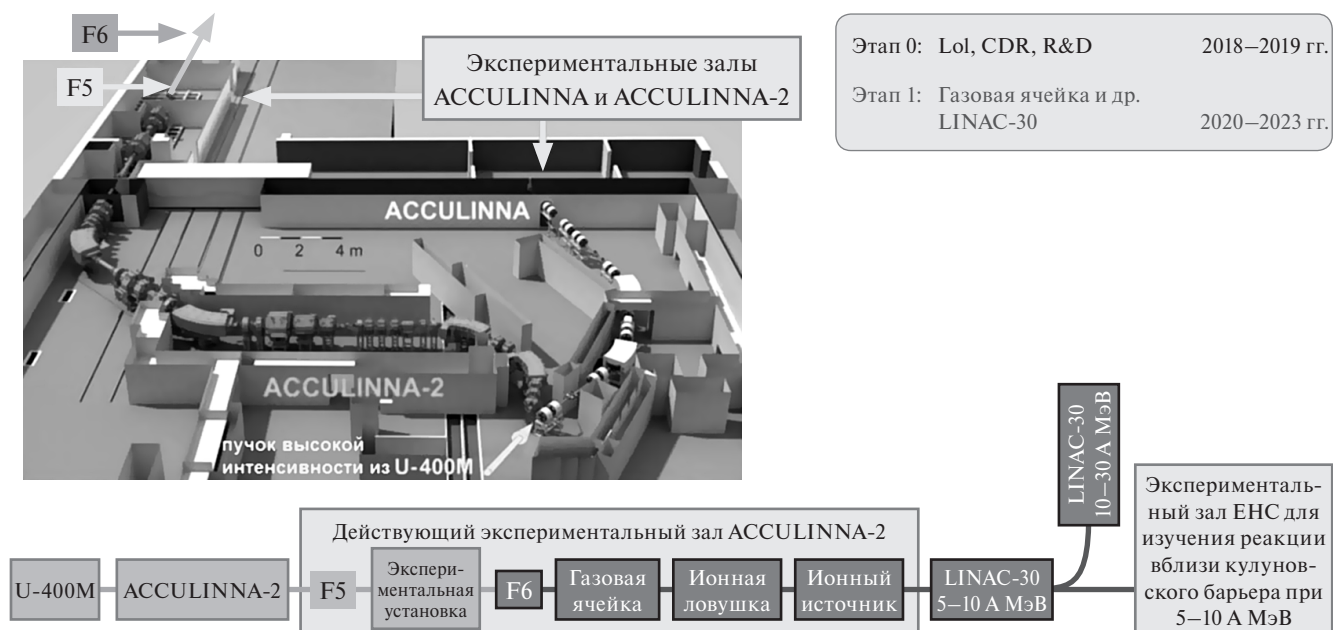 F6
F5
Экспериментальные залы
ACCULINNA и ACCULINNA-2
Этап 0: LoI, CDR, R&D 2018–2019 гг.
Этап 1: Газовая ячейка и др.
LINAC-30 2020–2023 гг.
ACCULINNA
0 2 4 m
ACCULINNA-2
пучок высокой
интенсивности из U-400M
LINAC-30
10–30 А МэВ
Действующий экспериментальный зал ACCULINNA-2
U-400M
ACCULINNA-2
F5
Экспери-
ментальная
установка
F6
Газовая
ячейка
Ионная
ловушка
Ионный
источник
LINAC-30
5–10 А МэВ
Эксперименталь-
ный зал ЕНС для
изучения реакции
вблизи кулунов-
ского барьера при
5–10 А МэВ